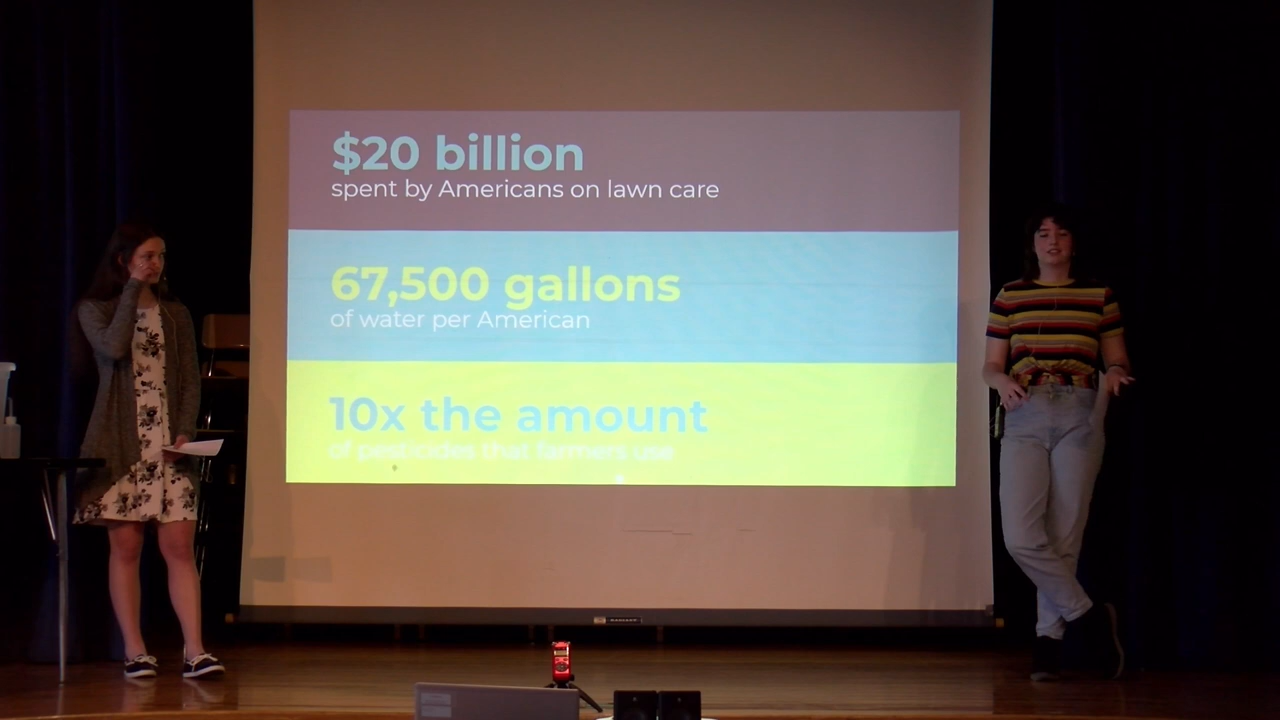 $20 billion
spent by Americans on lawn care
67,500 gallons
of water per American
10x the amount
of pesticides that farmers use